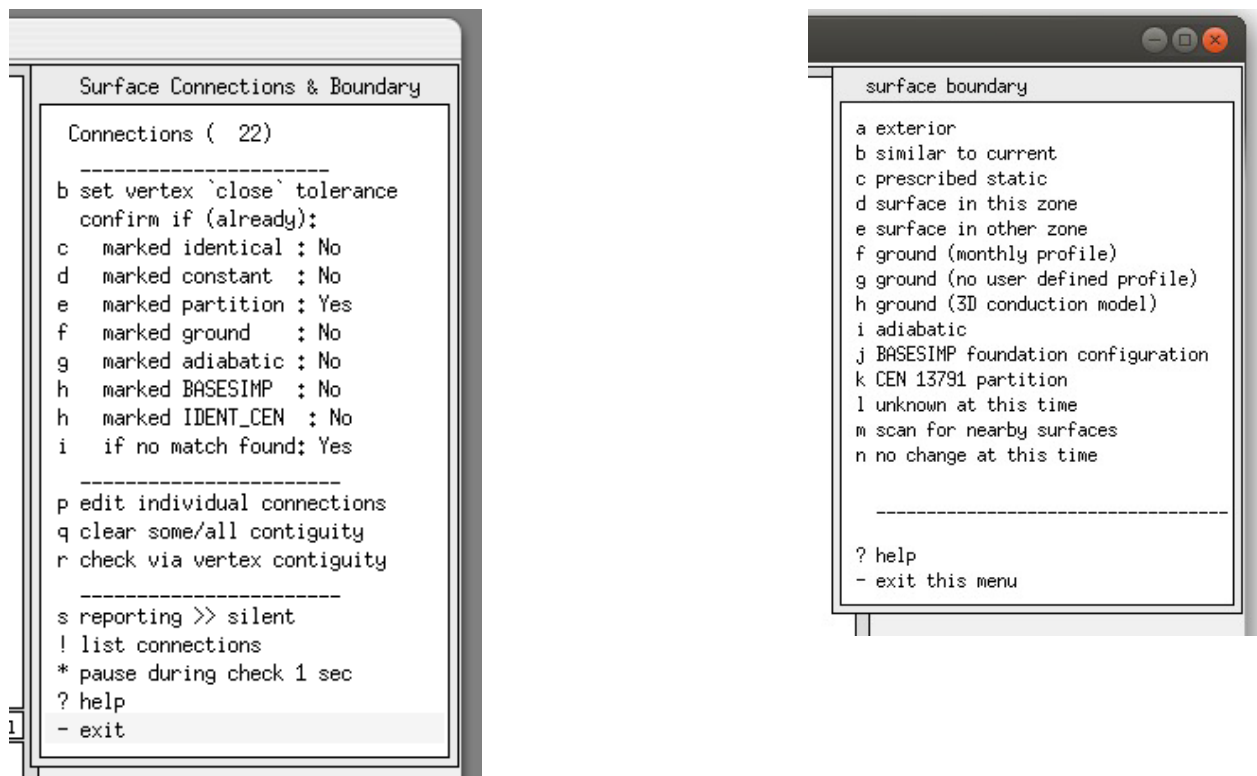 Surface Connections & Boundary
Connections (  22)
b set vertex `close` tolerance
confirm if (already):
c   marked identical : No
d   marked constant  : No
e   marked partition : Yes
f   marked ground    : No
g   marked adiabatic : No
h   marked BASESIMP  : No
h   marked IDENT_CEN  : No
i   if no match found: Yes
p edit individual connections
q clear some/all contiguity
r check via vertex contiguity
s reporting >> silent
! list connections
* pause during check 1 sec
? help
- exit
surface boundary
a exterior
b similar to current
c prescribed static
d surface in this zone
e surface in other zone
f ground (monthly profile)
g ground (no user defined profile)
h ground (3D conduction model)
i adiabatic
j BASESIMP foundation configuration
k CEN 13791 partition
l unknown at this time
m scan for nearby surfaces
n no change at this time
? help
- exit this menu